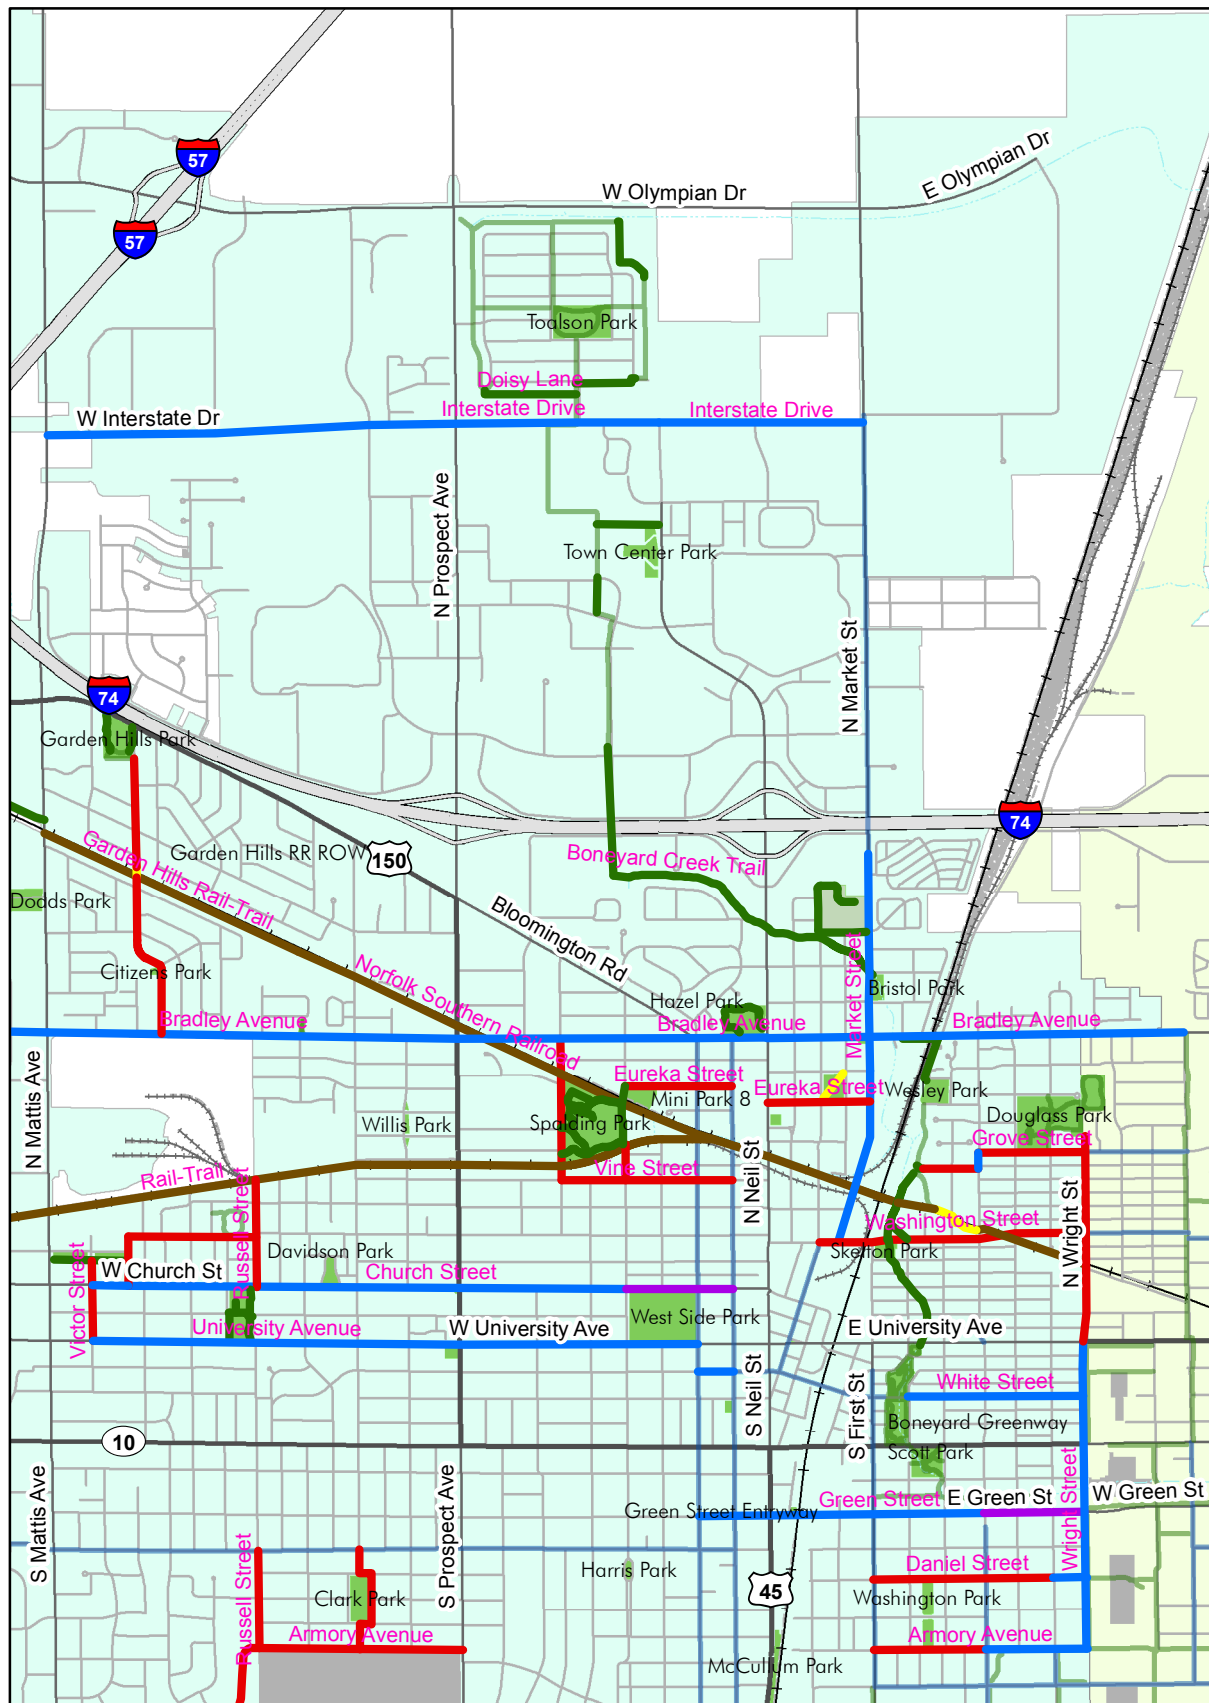 57
57
W Olympian Dr
E Olympian Dr
Toalson Park
Doisy Lane
W Interstate Dr
Interstate Drive
Interstate Drive
N Prospect Ave
Town Center Park
N Market St
74
Garden Hills Park
74
Garden Hills RR ROW
150
Garden Hills Rail-Trail
Boneyard Creek Trail
Dodds Park
Bloomington Rd
Citizens Park
Norfolk Southern Railroad
Market Street
Bristol Park
Hazel Park
Bradley Avenue
Bradley Avenue
Bradley Avenue
N Mattis Ave
Eureka Street
Eureka Street
Wesley Park
Mini Park 8
Douglass Park
Willis Park
Spalding Park
Grove Street
Rail-Trail
Vine Street
N Neil St
Russell Street
N Wright St
Washington Street
Skelton Park
Davidson Park
W Church St
Church Street
Victor Street
West Side Park
University Avenue
W University Ave
E University Ave
White Street
S Neil St
S First St
Boneyard Greenway
10
Scott Park
S Mattis Ave
S Prospect Ave
Green Street
E Green St
W Green St
Green Street Entryway
Wright Street
Russell Street
Harris Park
Daniel Street
45
Clark Park
Washington Park
Armory Avenue
Armory Avenue
McCullum Park